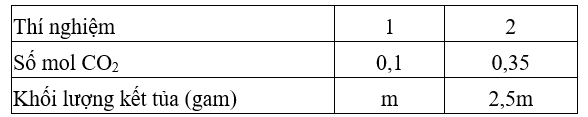 Thí nghiệm 1 2
Số mol CO₂ 0,1 0,35
Khối lượng kết tủa (gam) m 2,5m